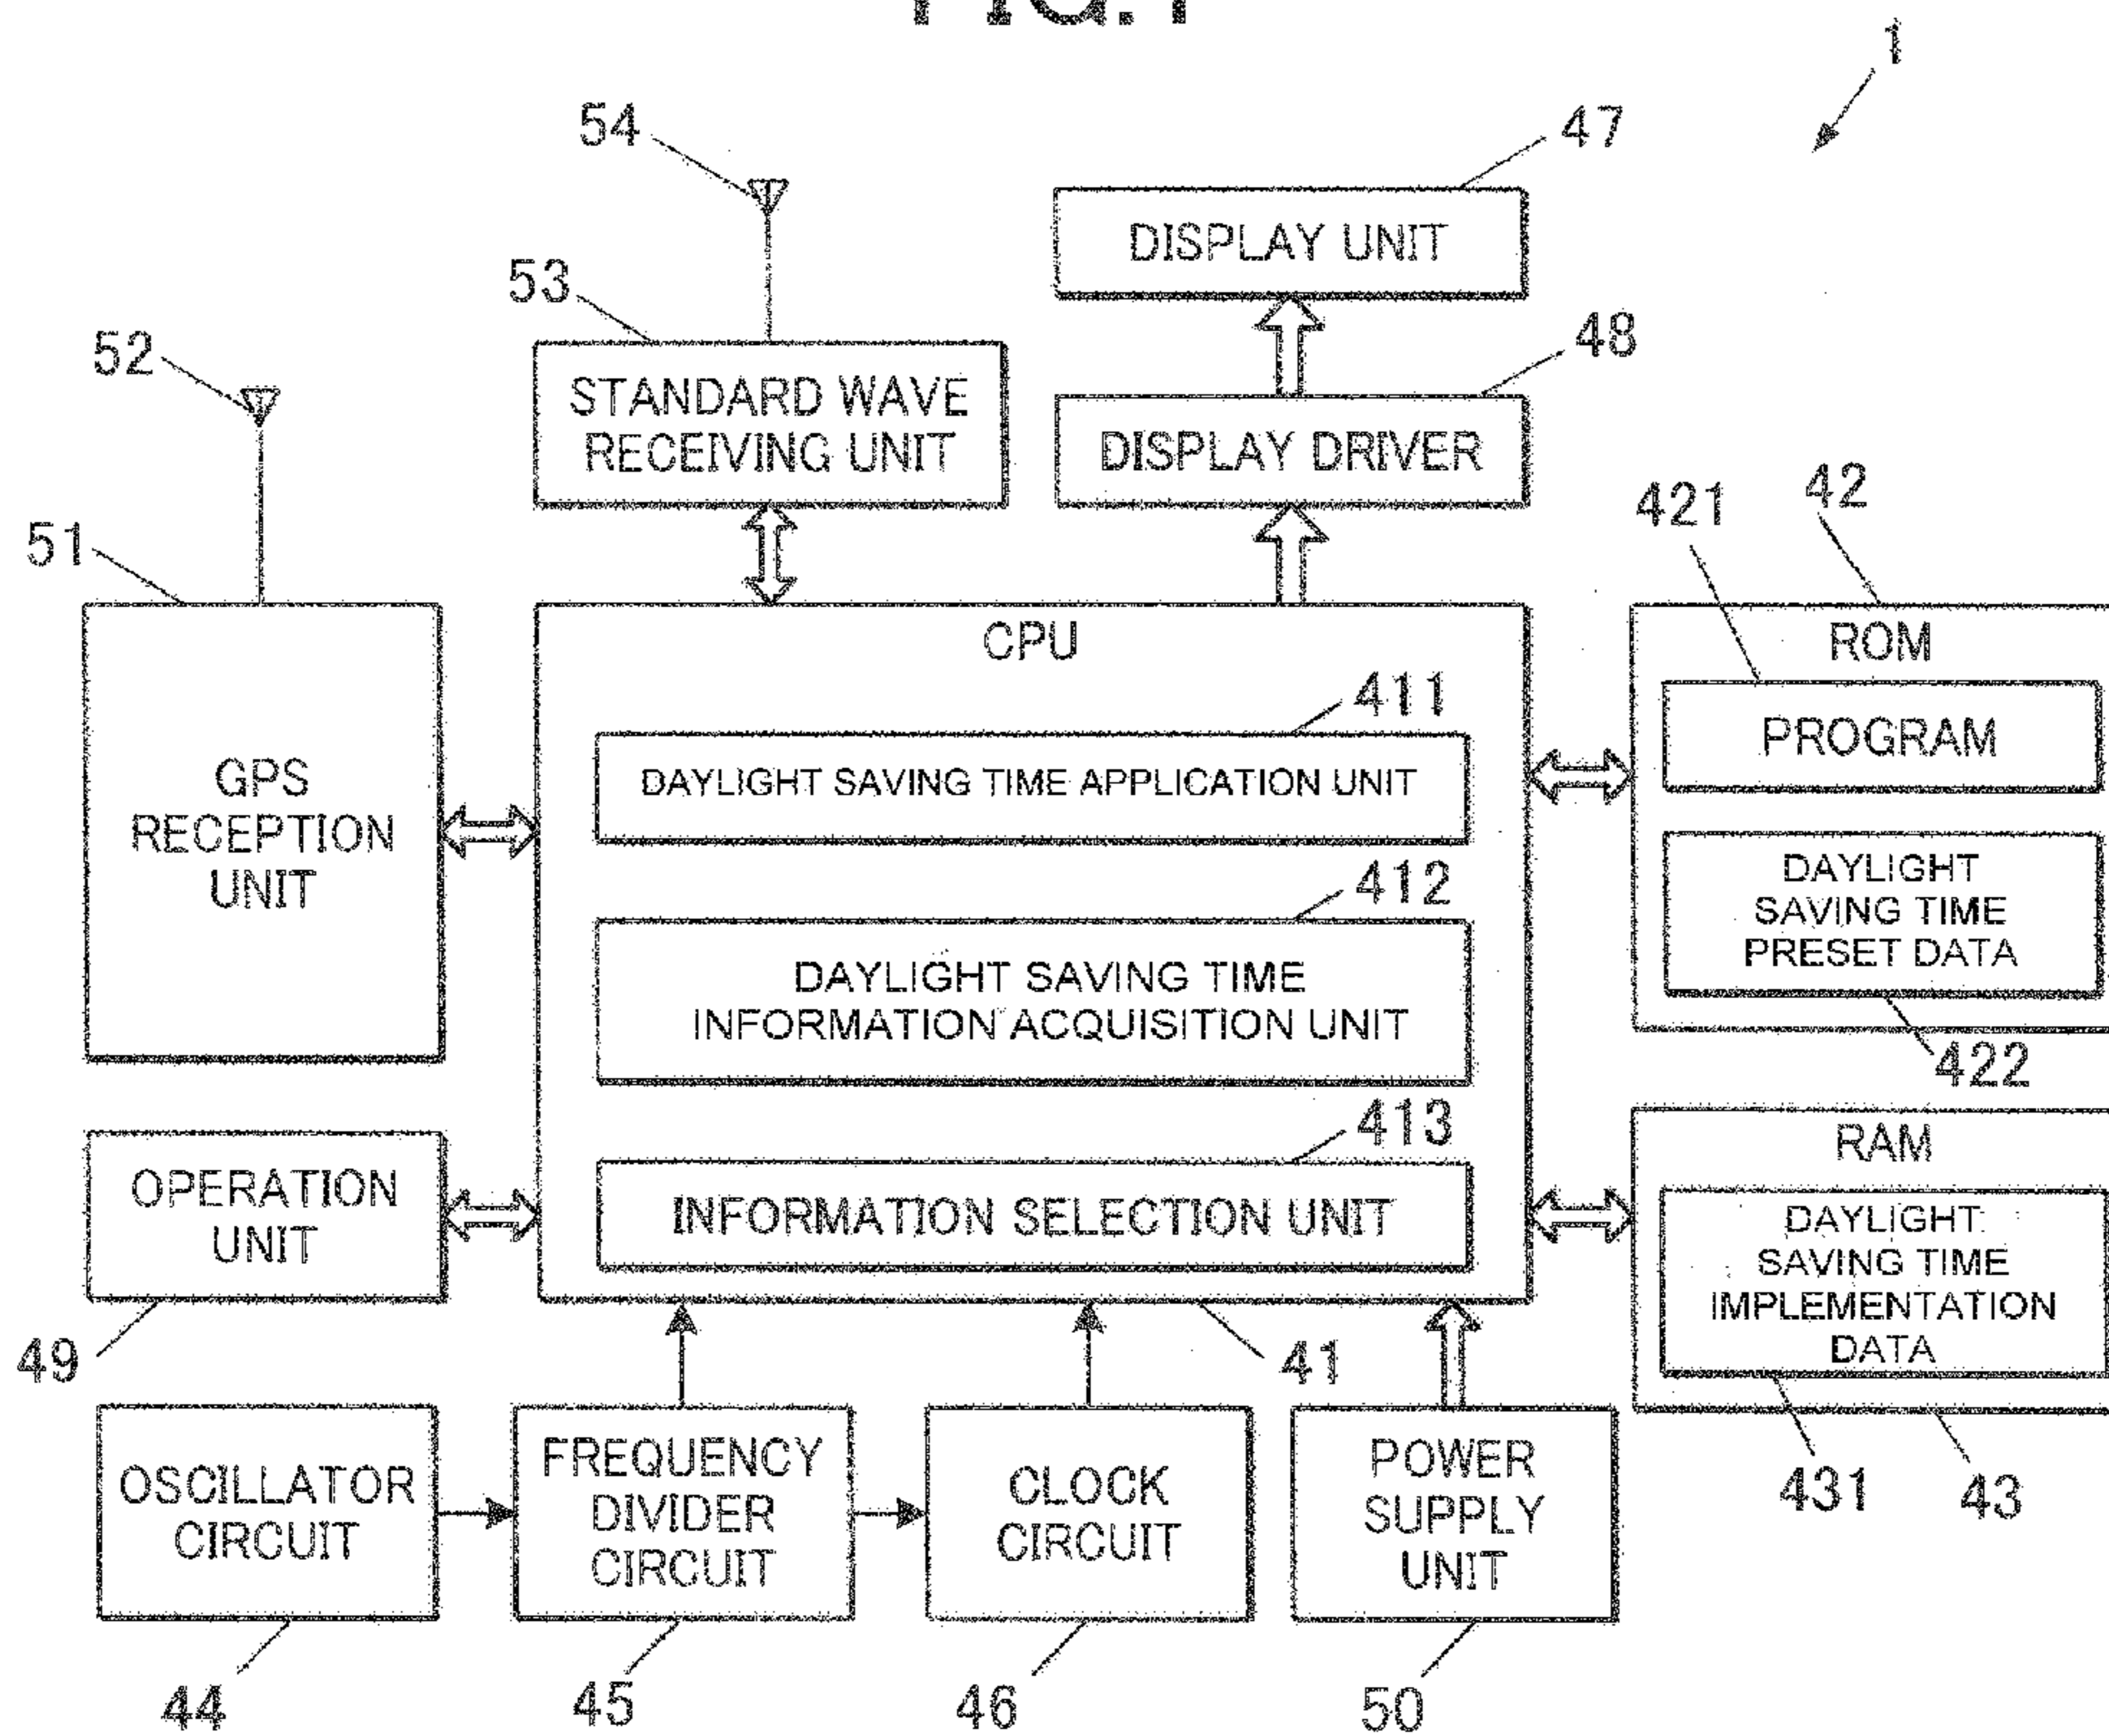 FIG.1
1
54
47
DISPLAY UNIT
53
52
48
STANDARD WAVE
RECEIVING UNIT
DISPLAY DRIVER
42
421
51
CPU
ROM
411
PROGRAM
DAYLIGHT SAVING TIME APPLICATION UNIT
GPS
RECEPTION
UNIT
DAYLIGHT
SAVING TIME
PRESET DATA
412
DAYLIGHT SAVING TIME
INFORMATION ACQUISITION UNIT
422
413
RAM
OPERATION
UNIT
INFORMATION SELECTION UNIT
DAYLIGHT
SAVING TIME
IMPLEMENTATION
DATA
49
41
OSCILLATOR
CIRCUIT
FREQUENCY
DIVIDER
CIRCUIT
CLOCK
CIRCUIT
POWER
SUPPLY
UNIT
431
43
44
45
46
50